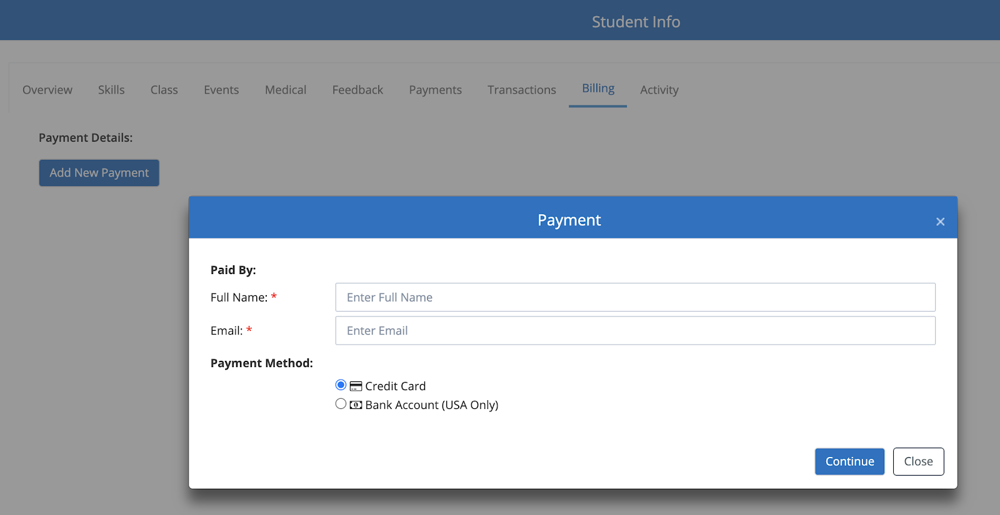 Student Info
Overview Skills Class Events Medical Feedback Payments Transactions Billing Activity
Payment Details:
Add New Payment
Payment ×
Paid By:
Full Name: * Enter Full Name
Email: * Enter Email
Payment Method:
Credit Card
Bank Account (USA Only)
Continue Close